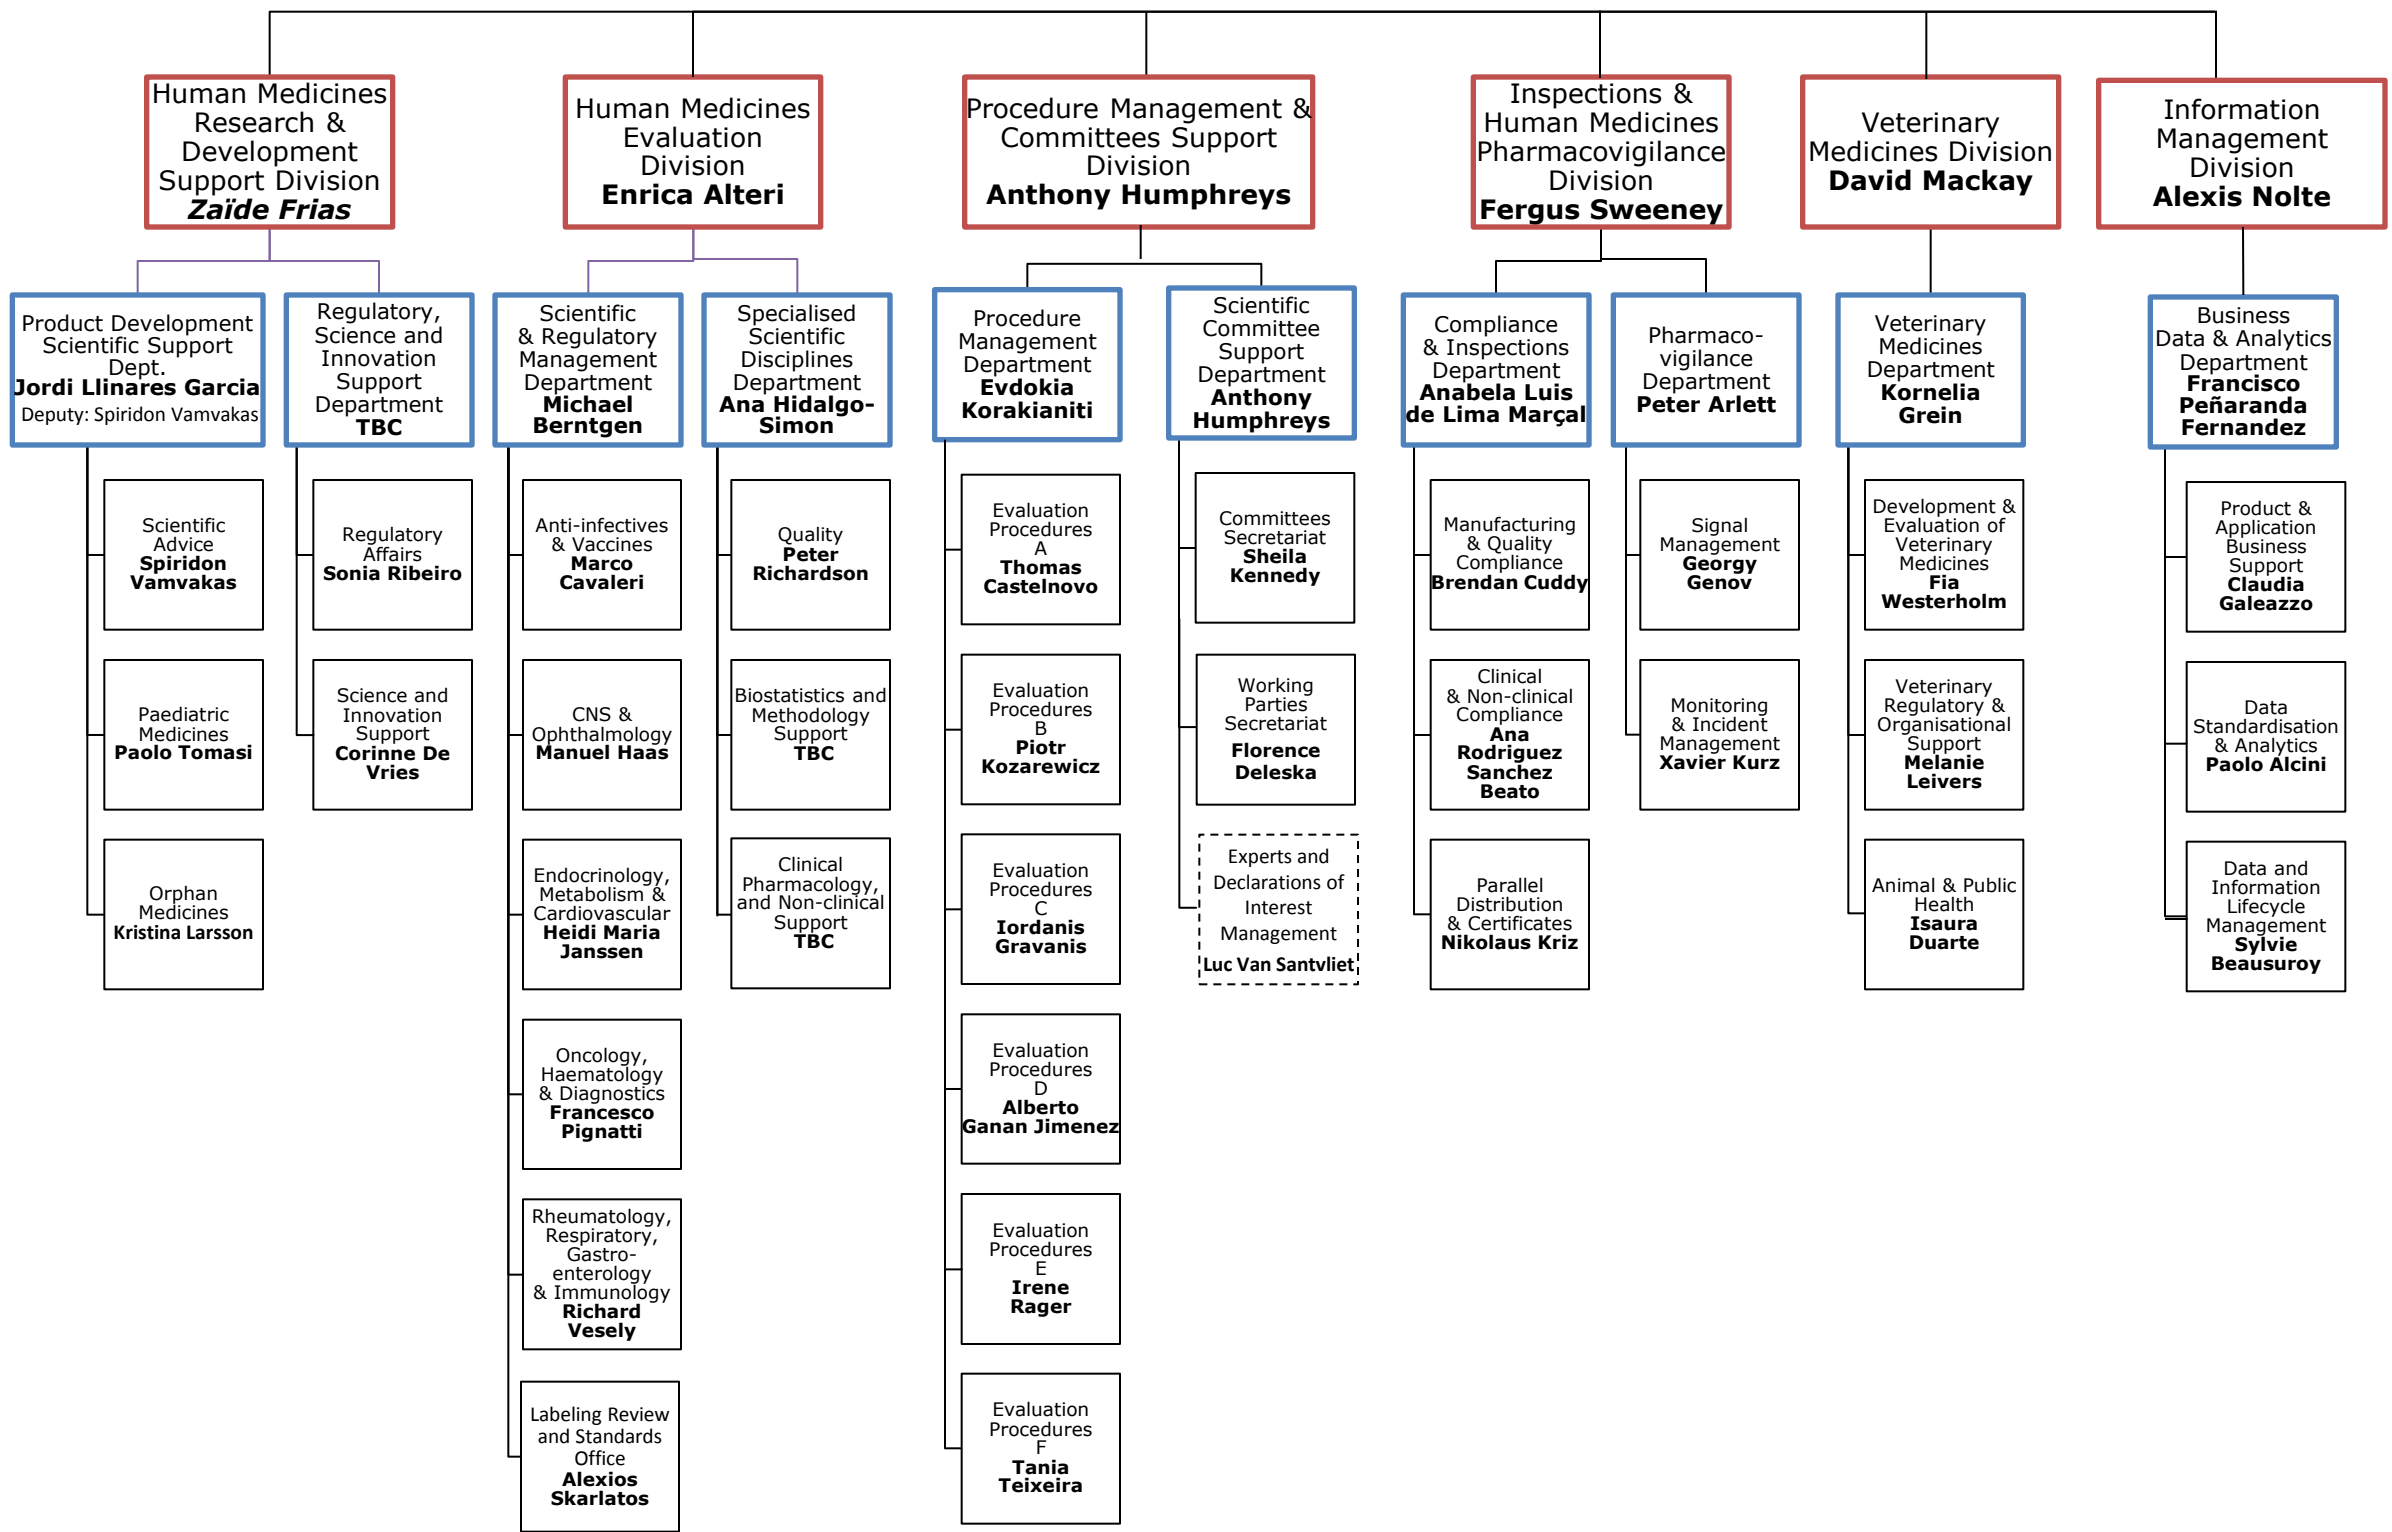 Human Medicines
Research &
Development
Support Division
Zaïde Frias
Human Medicines
Evaluation
Division
Enrica Alteri
Procedure Management &
Committees Support
Division
Anthony Humphreys
Inspections &
Human Medicines
Pharmacovigilance
Division
Fergus Sweeney
Veterinary
Medicines Division
David Mackay
Information
Management
Division
Alexis Nolte
Product Development
Scientific Support
Dept.
Jordi Llinares Garcia
Deputy: Spiridon Vamvakas
Regulatory,
Science and
Innovation
Support
Department
TBC
Scientific
& Regulatory
Management
Department
Michael
Berntgen
Specialised
Scientific
Disciplines
Department
Ana Hidalgo-
Simon
Procedure
Management
Department
Evdokia
Korakianiti
Scientific
Committee
Support
Department
Anthony
Humphreys
Compliance
& Inspections
Department
Anabela Luis
de Lima Marçal
Pharmaco-
vigilance
Department
Peter Arlett
Veterinary
Medicines
Department
Kornelia
Grein
Business
Data & Analytics
Department
Francisco
Peñaranda
Fernandez
Scientific
Advice
Spiridon
Vamvakas
Paediatric
Medicines
Paolo Tomasi
Orphan
Medicines
Kristina Larsson
Regulatory
Affairs
Sonia Ribeiro
Science and
Innovation
Support
Corinne De
Vries
Anti-infectives
& Vaccines
Marco
Cavaleri
CNS &
Ophthalmology
Manuel Haas
Endocrinology,
Metabolism &
Cardiovascular
Heidi Maria
Janssen
Oncology,
Haematology
& Diagnostics
Francesco
Pignatti
Rheumatology,
Respiratory,
Gastro-
enterology
& Immunology
Richard
Vesely
Labeling Review
and Standards
Office
Alexios
Skarlatos
Quality
Peter
Richardson
Biostatistics and
Methodology
Support
TBC
Clinical
Pharmacology,
and Non-clinical
Support
TBC
Evaluation
Procedures
A
Thomas
Castelnovo
Evaluation
Procedures
B
Piotr
Kozarewicz
Evaluation
Procedures
C
Iordanis
Gravanis
Evaluation
Procedures
D
Alberto
Ganan Jimenez
Evaluation
Procedures
E
Irene
Rager
Evaluation
Procedures
F
Tania
Teixeira
Committees
Secretariat
Sheila
Kennedy
Working
Parties
Secretariat
Florence
Deleska
Experts and
Declarations of
Interest
Management
Luc Van Santvliet
Manufacturing
& Quality
Compliance
Brendan Cuddy
Clinical
& Non-clinical
Compliance
Ana
Rodriguez
Sanchez
Beato
Parallel
Distribution
& Certificates
Nikolaus Kriz
Signal
Management
Georgy
Genov
Monitoring
& Incident
Management
Xavier Kurz
Development &
Evaluation of
Veterinary
Medicines
Fia
Westerholm
Veterinary
Regulatory &
Organisational
Support
Melanie
Leivers
Animal & Public
Health
Isaura
Duarte
Product &
Application
Business
Support
Claudia
Galeazzo
Data
Standardisation
& Analytics
Paolo Alcini
Data and
Information
Lifecycle
Management
Sylvie
Beausuroy